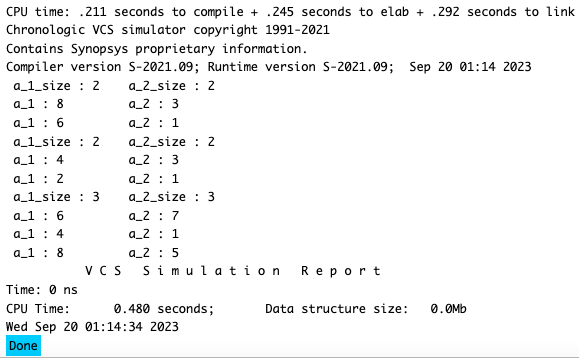 CPU time: .211 seconds to compile + .245 seconds to elab + .292 seconds to link
Chronologic VCS simulator copyright 1991-2021
Contains Synopsys proprietary information.
Compiler version S-2021.09; Runtime version S-2021.09;  Sep 20 01:14 2023
 a_1_size : 2    a_2_size : 2
 a_1 : 8         a_2 : 3
 a_1 : 6         a_2 : 1
 a_1_size : 2    a_2_size : 2
 a_1 : 4         a_2 : 3
 a_1 : 2         a_2 : 1
 a_1_size : 3    a_2_size : 3
 a_1 : 6         a_2 : 7
 a_1 : 4         a_2 : 1
 a_1 : 8         a_2 : 5
           V C S   S i m u l a t i o n   R e p o r t
Time: 0 ns
CPU Time:      0.480 seconds;       Data structure size:   0.0Mb
Wed Sep 20 01:14:34 2023
Done